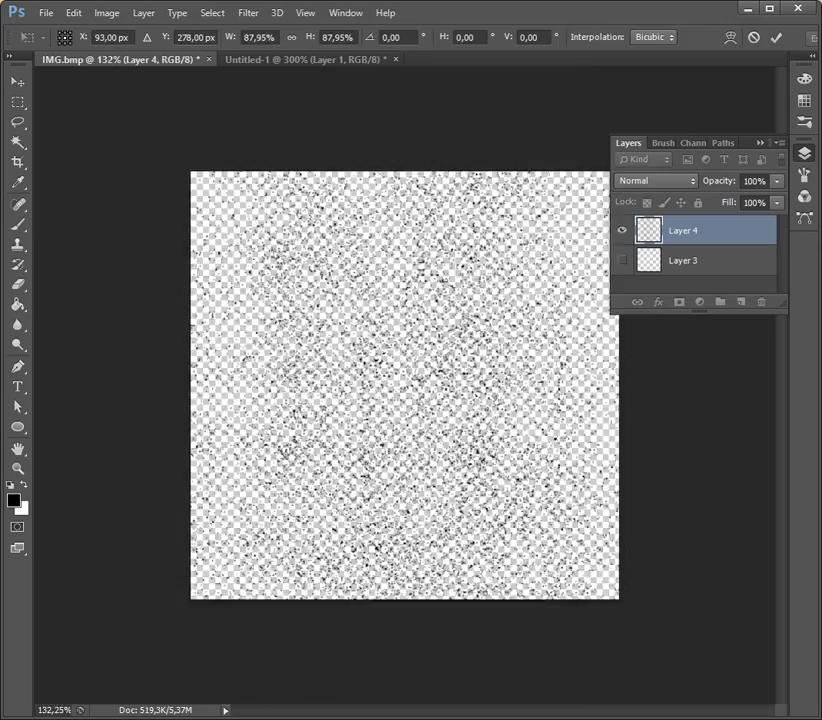 Ps File Edit Image Layer Type Select Filter 3D View Window Help
X: 93,00 px Y: 278,00 px W: 87,95% H: 87,95% 0,00 ° H: 0,00 ° V: 0,00 ° Interpolation: Bicubic
IMG.bmp @ 132% (Layer 4, RGB/8) * × Untitled-1 @ 300% (Layer 1, RGB/8) * ×
Layers Brush Chann Paths
Kind
Normal Opacity: 100%
Lock: Fill: 100%
Layer 4
Layer 3
fx
T
132,25% Doc: 519,3K/5,37M